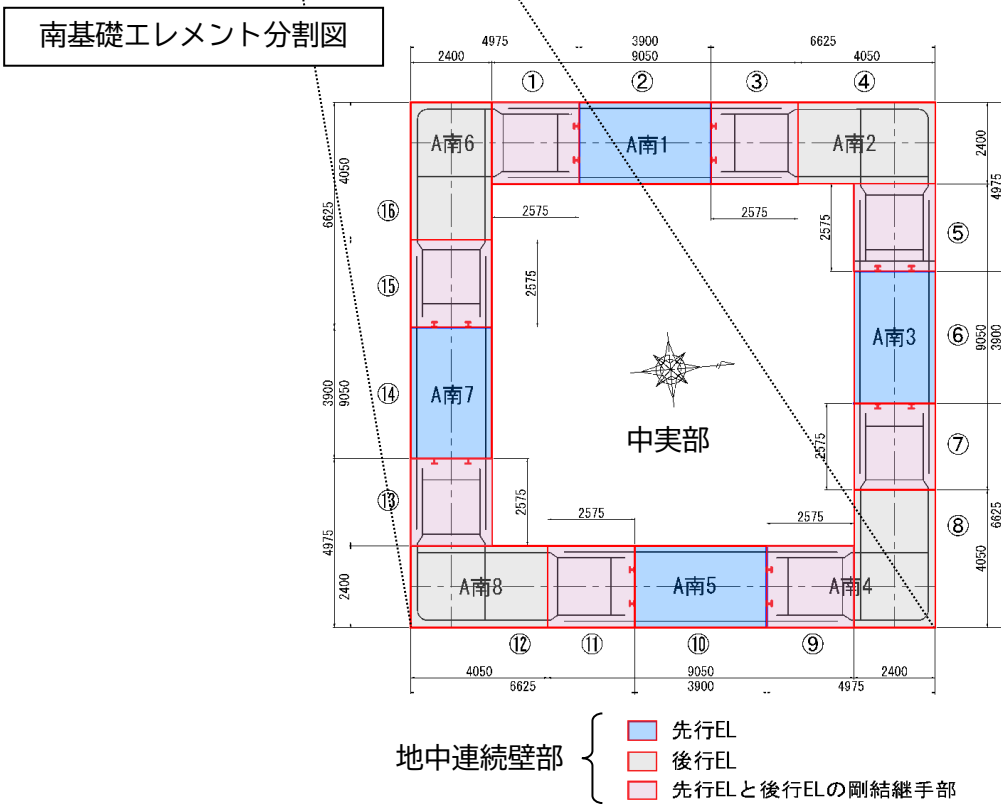 南基礎エレメント分割図
4975 3900 6625
2400 9050 4050
① ② ③ ④
A南6 A南1 A南2
2400
4975
4050
6625
⑯
2575 2575
2575
⑤
⑮
2575
A南3
⑥
9050
3900
A南7
⑭
3900
9050
中実部
2575
⑦
⑬
2575
2575 2575
⑧
6625
4050
4975
2400
A南8 A南5 A南4
⑫ ⑪ ⑩ ⑨
4050 9050 2400
6625 3900 4975
地中連続壁部
先行EL
後行EL
先行ELと後行ELの剛結継手部